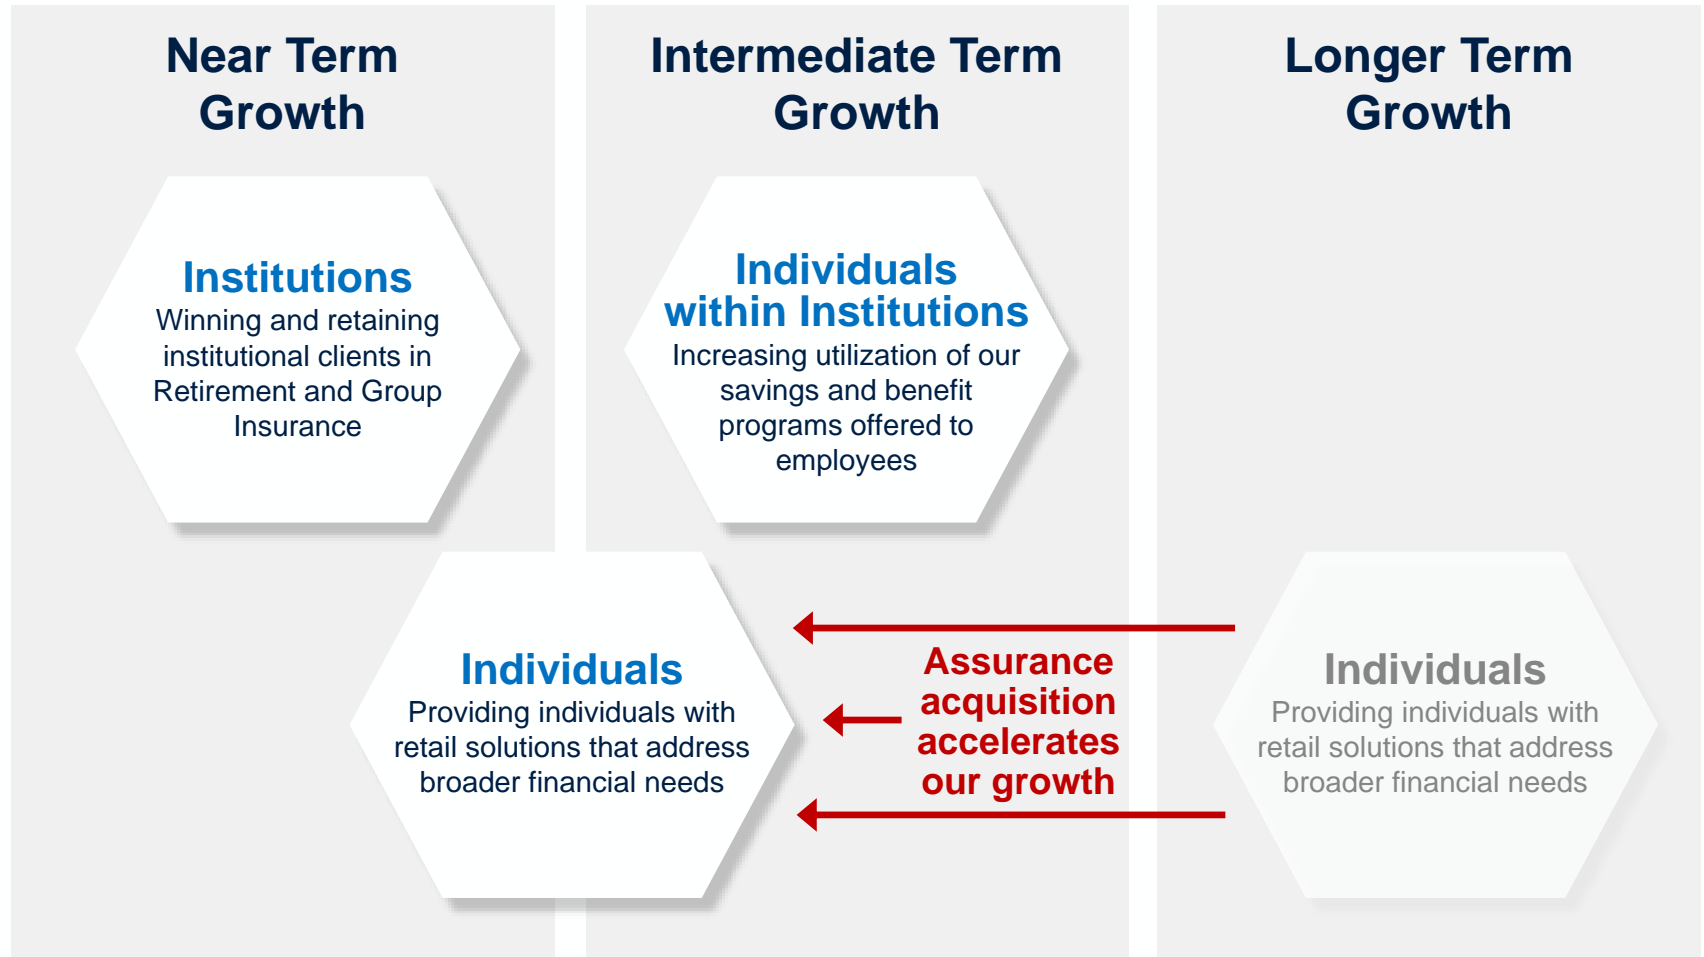 Near Term
Growth
Intermediate Term
Growth
Longer Term
Growth
Institutions
Winning and retaining
institutional clients in
Retirement and Group
Insurance
Individuals
within Institutions
Increasing utilization of our
savings and benefit
programs offered to
employees
Individuals
Providing individuals with
retail solutions that address
broader financial needs
Assurance
acquisition
accelerates
our growth
Individuals
Providing individuals with
retail solutions that address
broader financial needs